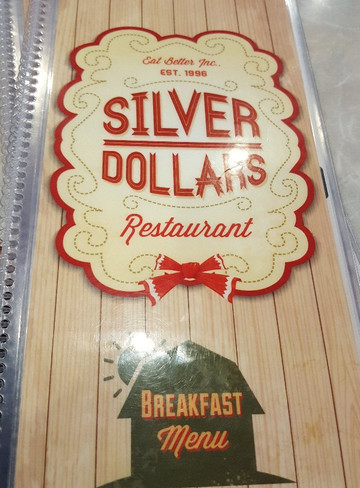 Eat Better Inc.,
EST. 1996
SILVER
DOLLARS
Restaurant
BREAKFAST
Menu